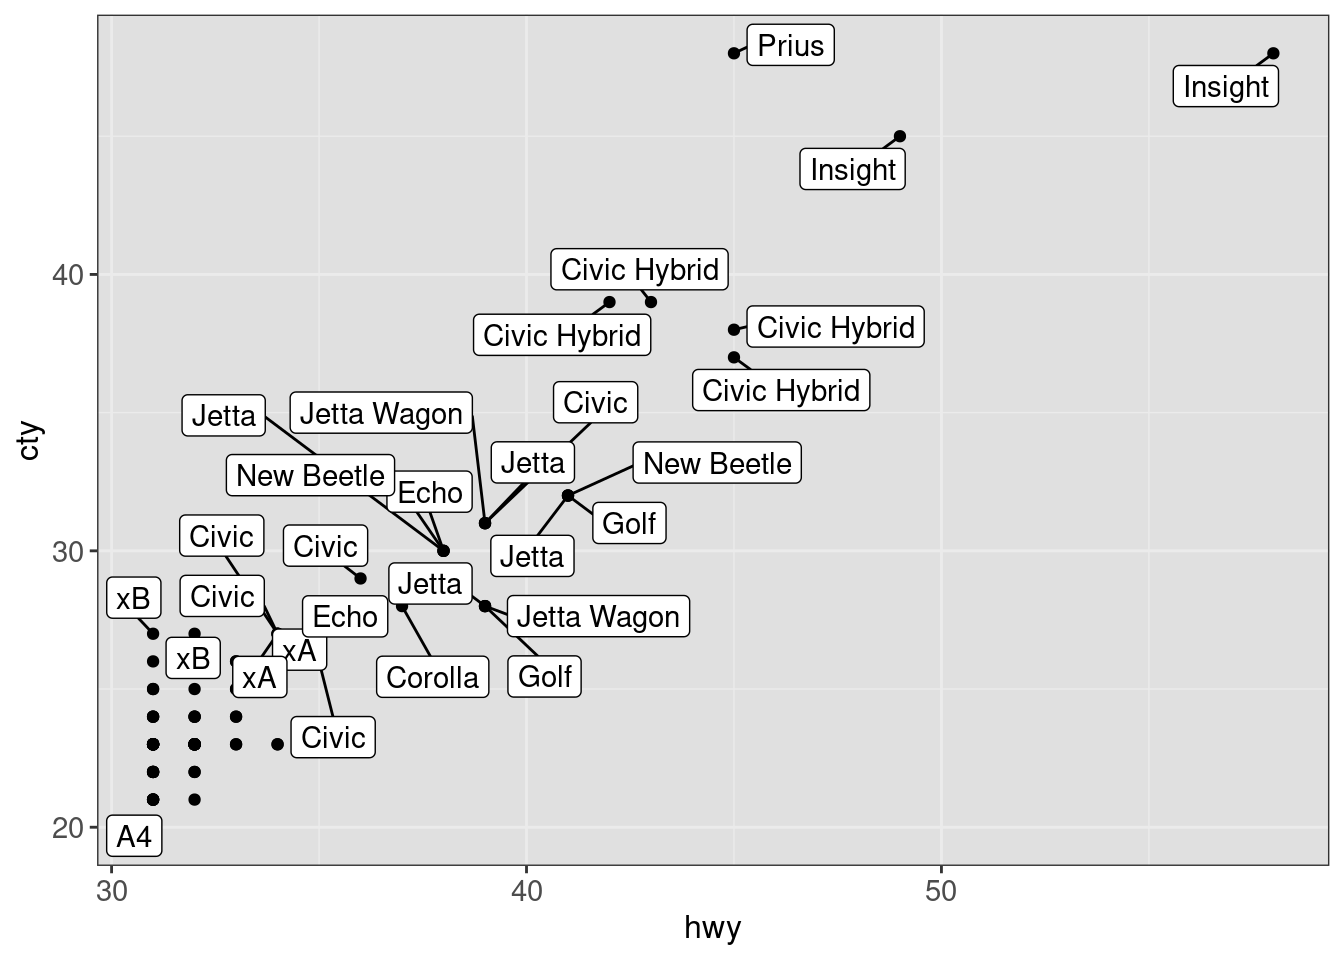 Prius
Insight
Insight
Civic Hybrid
40
Civic Hybrid
Civic Hybrid
Civic Hybrid
Civic
Jetta
Jetta Wagon
cty
Jetta
New Beetle
New Beetle
Echo
Golf
Civic
Civic
30
Jetta
Jetta
xB
Civic
Echo
Jetta Wagon
xA
xB
xA
Corolla
Golf
Civic
20
A4
30
40
50
hwy